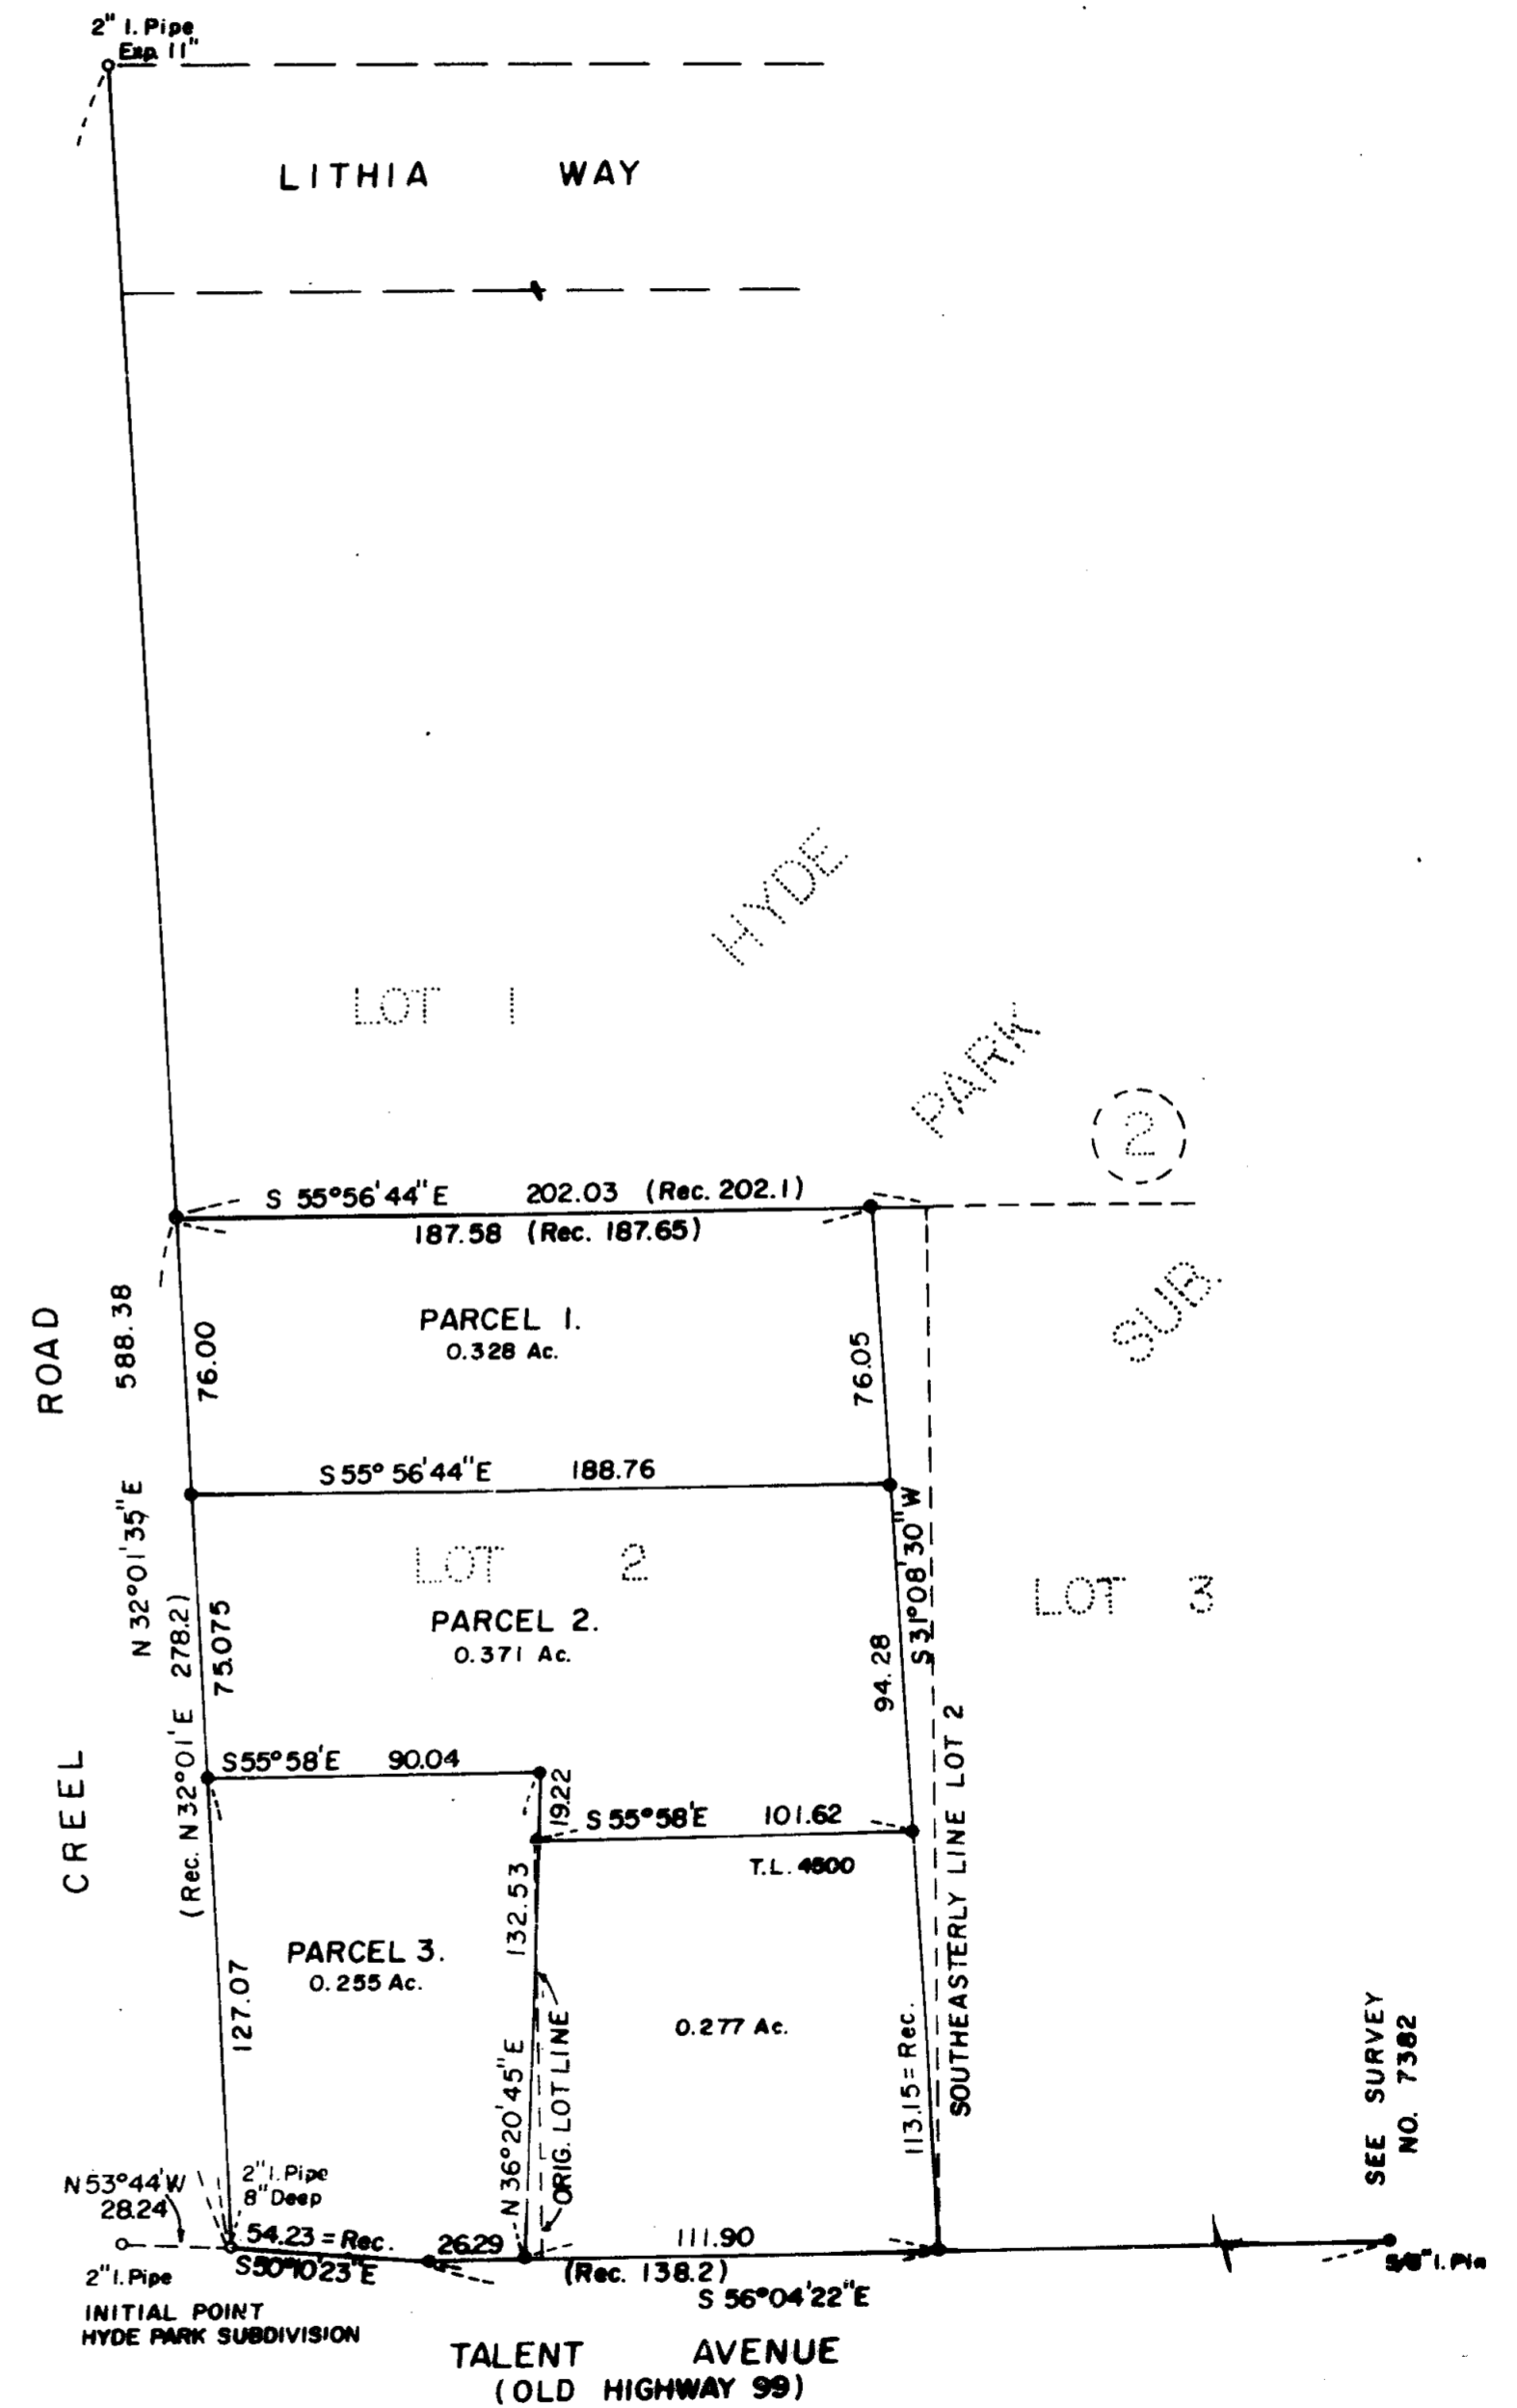 2" I. Pipe
Exp. 11"
LITHIA WAY
HYDE
PARK
SUB.
LOT 1
2
S 55°56'44" E 202.03 (Rec. 202.1)
187.58 (Rec. 187.65)
PARCEL 1.
0.328 Ac.
ROAD
588.38
76.00
76.05
S 55° 56'44" E 188.76
N 32°01'35" E
(Rec. N 32°01' E 278.2)
75.075
LOT 2
PARCEL 2.
0.371 Ac.
94.28
S 31°08'30" W
LOT 3
CREEL
S 55°58' E 90.04
19.22
S 55°58' E 101.62
T.L. 4500
132.53
PARCEL 3.
0.255 Ac.
127.07
N 36°20'45" E
ORIG. LOT LINE
0.277 Ac.
113.15 = Rec.
SOUTHEASTERLY LINE LOT 2
SEE SURVEY
NO. 7382
N 53°44' W
28.24
2" I. Pipe
8" Deep
54.23 = Rec.
26.29
111.90
S 50°10'23" E
(Rec. 138.2)
S 56°04'22" E
5/8" I. Pin
2" I. Pipe
INITIAL POINT
HYDE PARK SUBDIVISION
TALENT AVENUE
(OLD HIGHWAY 99)